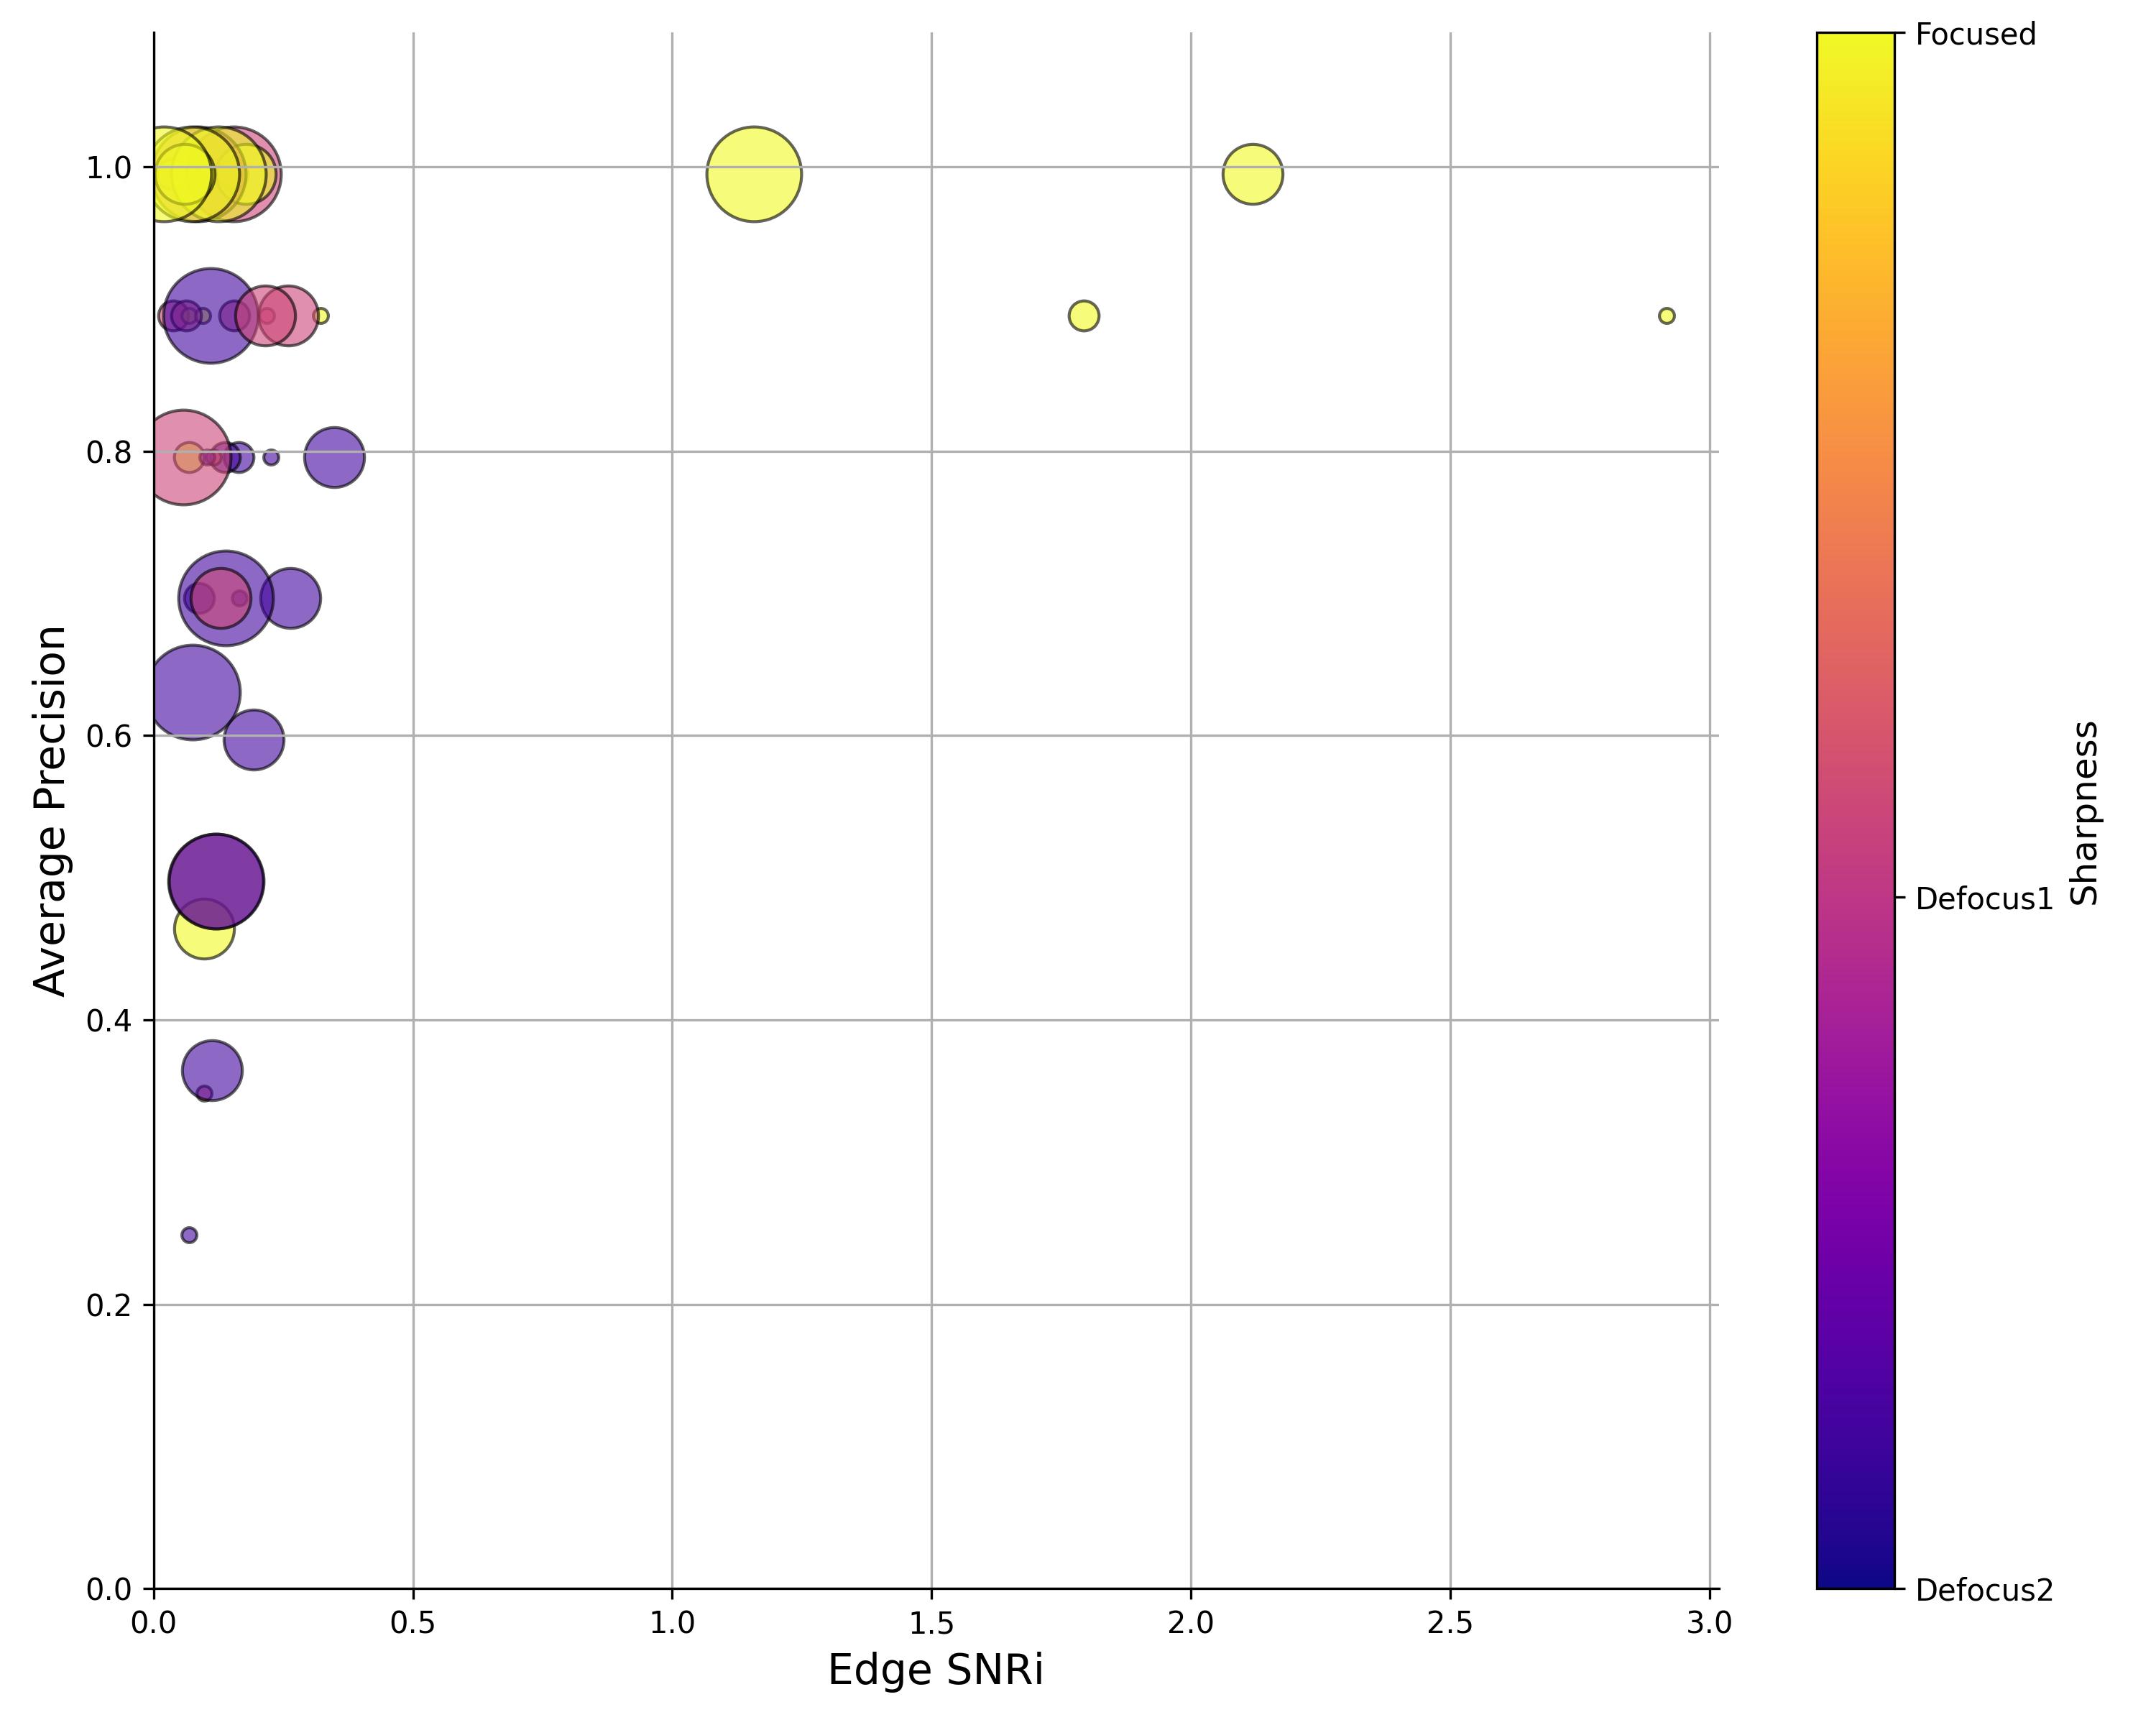 Average Precision
1.0
0.8
0.6
0.4
0.2
0.0
0.0 0.5 1.0 1.5 2.0 2.5 3.0
Edge SNRi
Focused
Defocus1
Defocus2
Sharpness